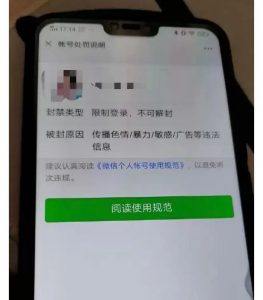 17:14
× 帐号处罚说明
封禁类型 限制登录、不可解封
被封原因 传播色情/暴力/敏感/广告等违法
信息
建议认真阅读《微信个人帐号使用规范》，以避免再
次违规。
阅读使用规范